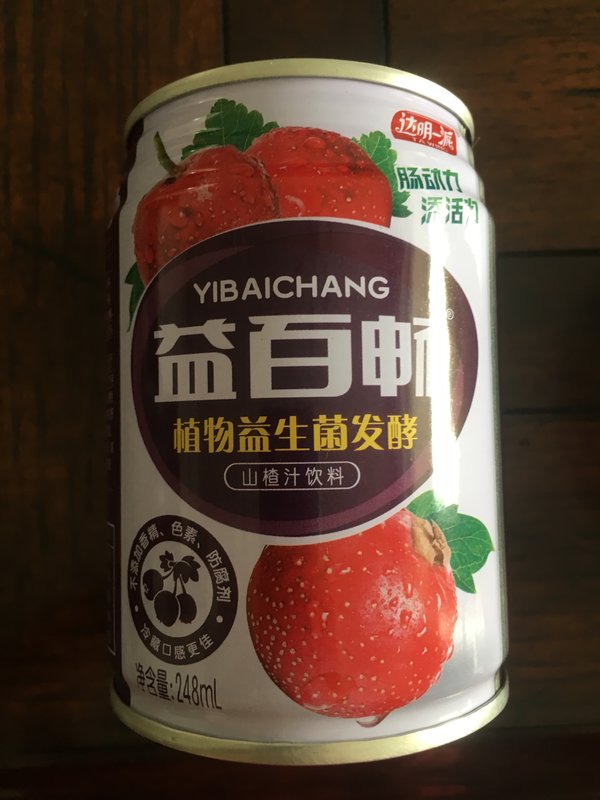 达明一派
肠动力
添活力
YIBAICHANG
益百畅®
植物益生菌发酵
山楂汁饮料
不添加香精、色素、防腐剂
冷藏口感更佳
净含量:248mL